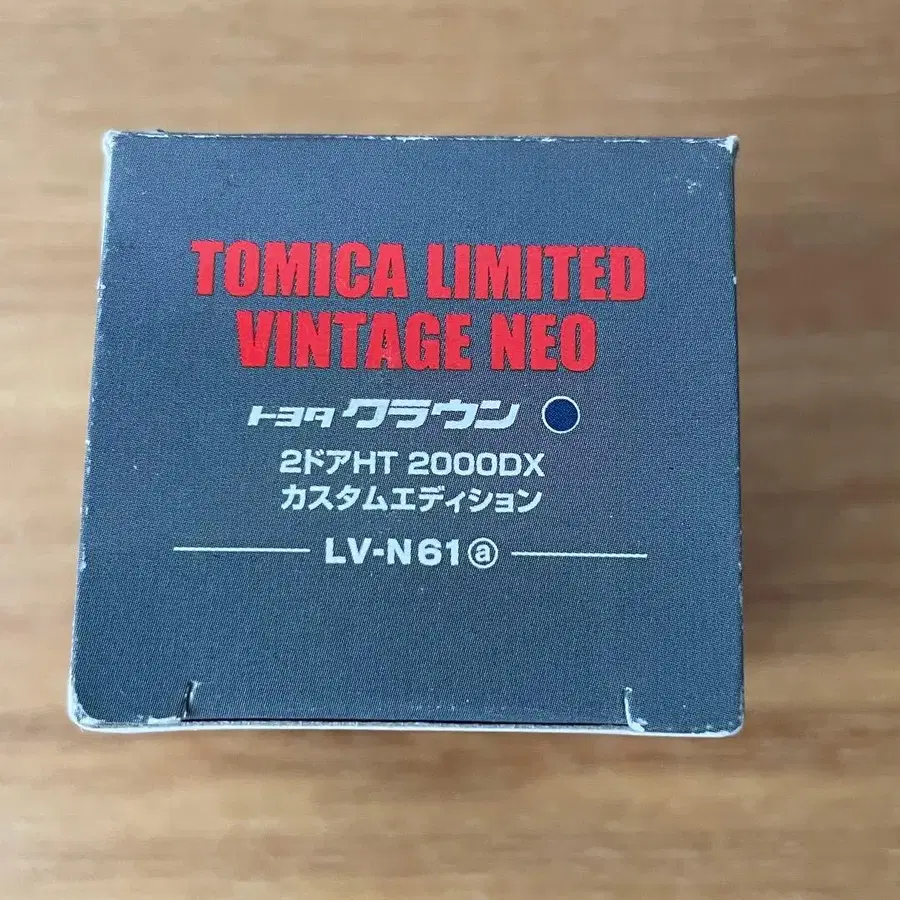 TOMICA LIMITED
VINTAGE NEO
トヨタ クラウン
2ドアHT 2000DX
カスタムエディション
LV-N61ⓐ